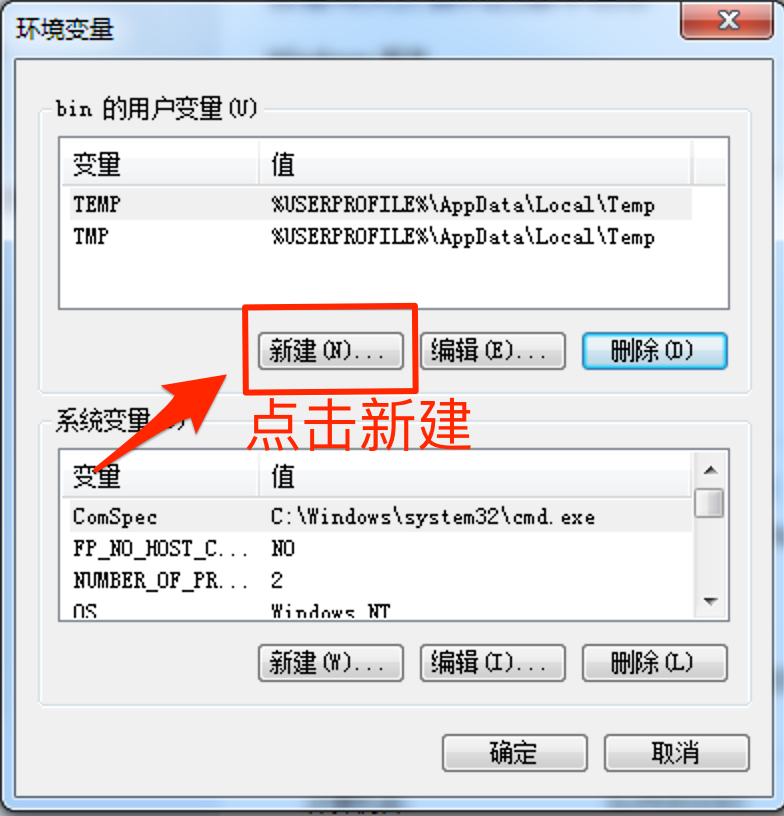 环境变量
bin 的用户变量(U)
变量 值
TEMP %USERPROFILE%\AppData\Local\Temp
TMP %USERPROFILE%\AppData\Local\Temp
新建(N)... 编辑(E)... 删除(D)
点击新建
系统变量
变量 值
ComSpec C:\Windows\system32\cmd.exe
FP_NO_HOST_C... NO
NUMBER_OF_PR... 2
OS Windows_NT
新建(W)... 编辑(I)... 删除(L)
确定 取消